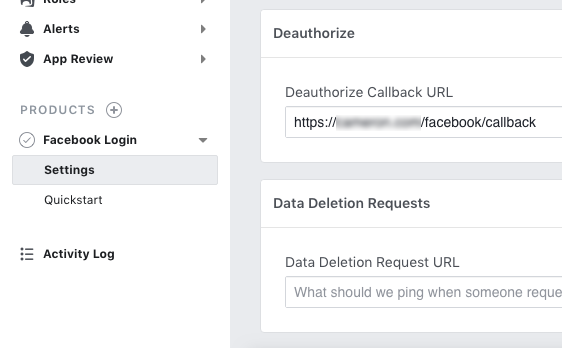 Roles
Alerts
App Review
PRODUCTS
Facebook Login
Settings
Quickstart
Activity Log
Deauthorize
Deauthorize Callback URL
https:// /facebook/callback
Data Deletion Requests
Data Deletion Request URL
What should we ping when someone reque